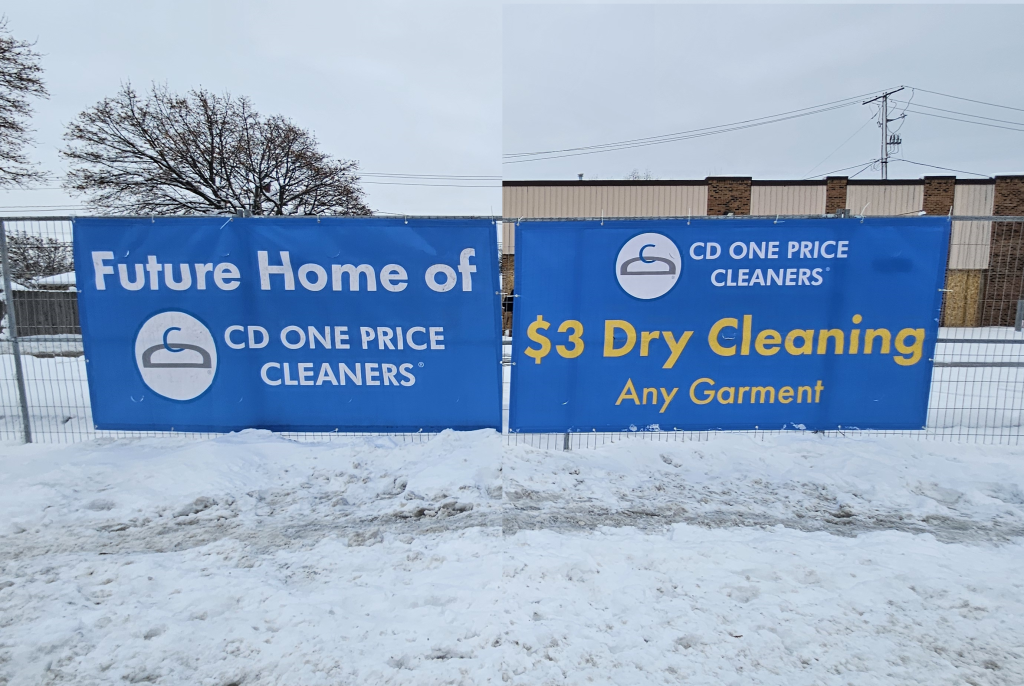 Future Home of
C
CD ONE PRICE
CLEANERS®
C
CD ONE PRICE
CLEANERS®
$3 Dry Cleaning
Any Garment